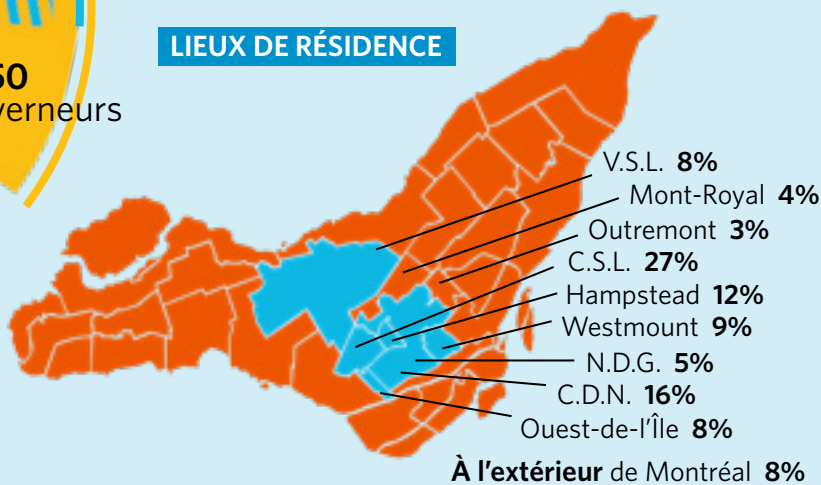 LIEUX DE RÉSIDENCE
verneurs
V.S.L. 8%
Mont-Royal 4%
Outremont 3%
C.S.L. 27%
Hampstead 12%
Westmount 9%
N.D.G. 5%
C.D.N. 16%
Ouest-de-l'Île 8%
À l'extérieur de Montréal 8%